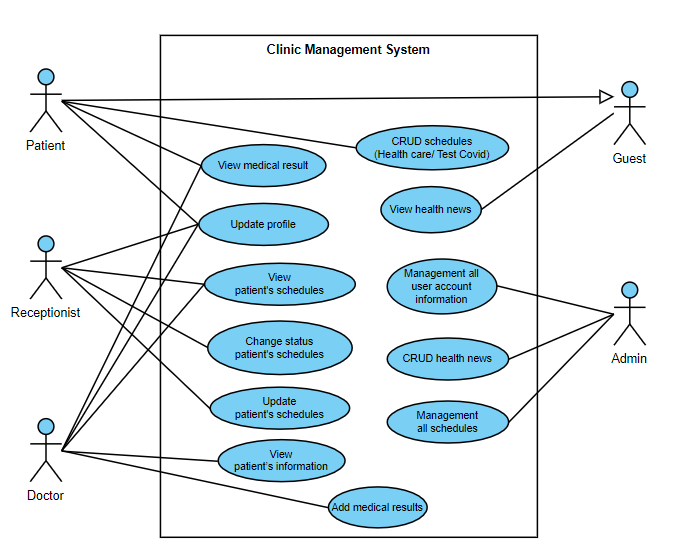 Clinic Management System
Patient
Guest
CRUD schedules
(Health care/ Test Covid)
View medical result
View health news
Update profile
Receptionist
View
patient's schedules
Management all
user account
information
Admin
Change status
patient's schedules
CRUD health news
Update
patient's schedules
Management
all schedules
Doctor
View
patient's information
Add medical results